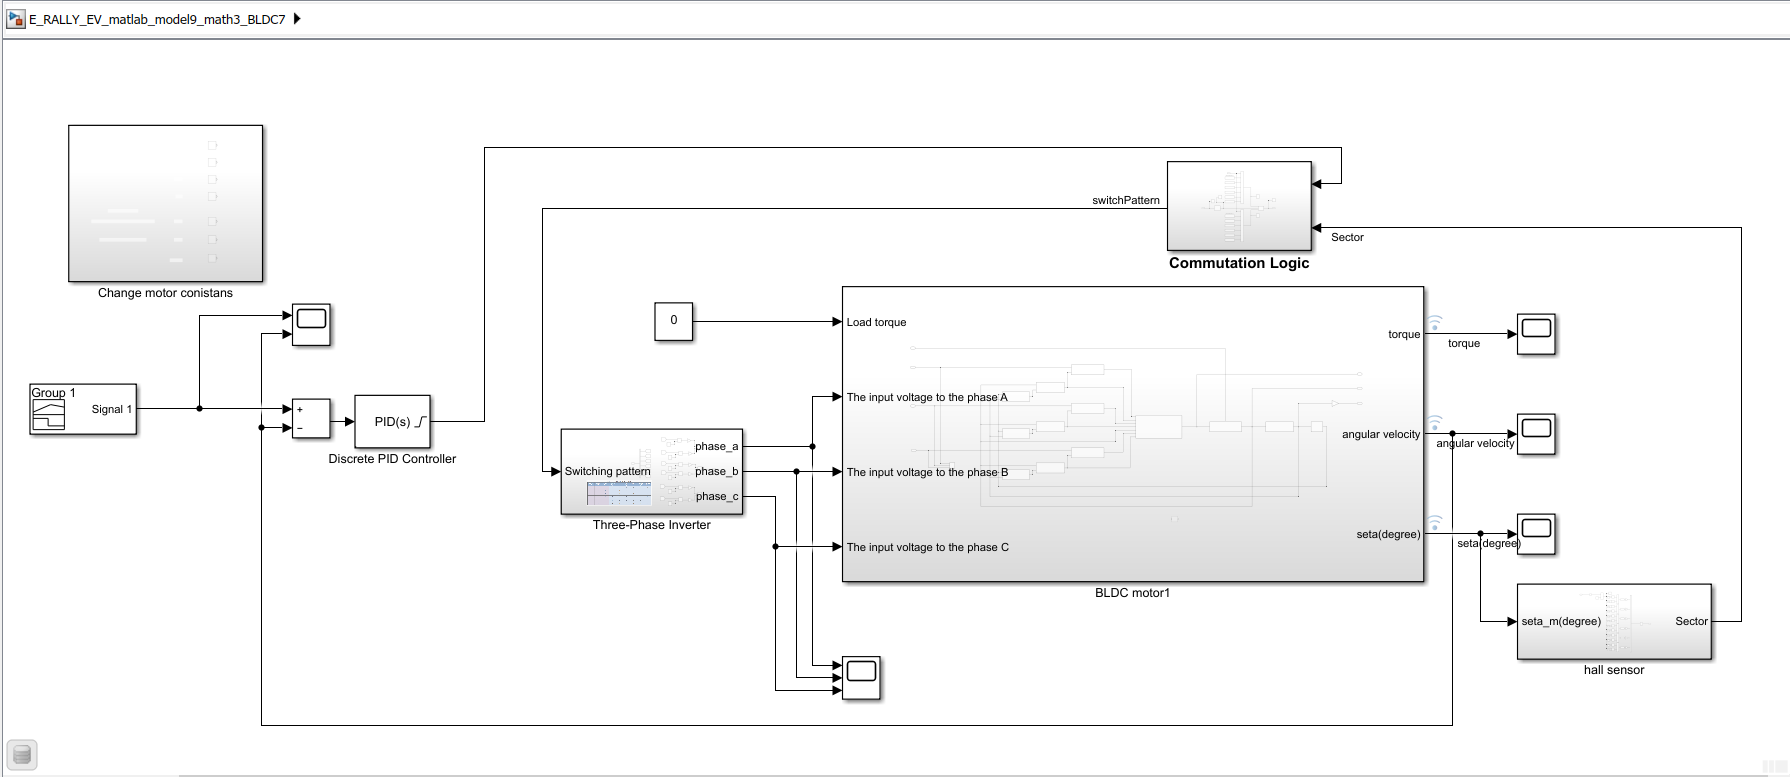 E_RALLY_EV_matlab_model9_math3_BLDC7
switchPattern
Sector
Commutation Logic
Change motor conistans
0
Load torque
torque
torque
Group 1
Signal 1
+
−
PID(s)
Discrete PID Controller
The input voltage to the phase A
angular velocity
angular velocity
phase_a
Switching pattern
phase_b
The input voltage to the phase B
phase_c
Three-Phase Inverter
The input voltage to the phase C
seta(degree)
seta(degree)
BLDC motor1
seta_m(degree)
Sector
hall sensor